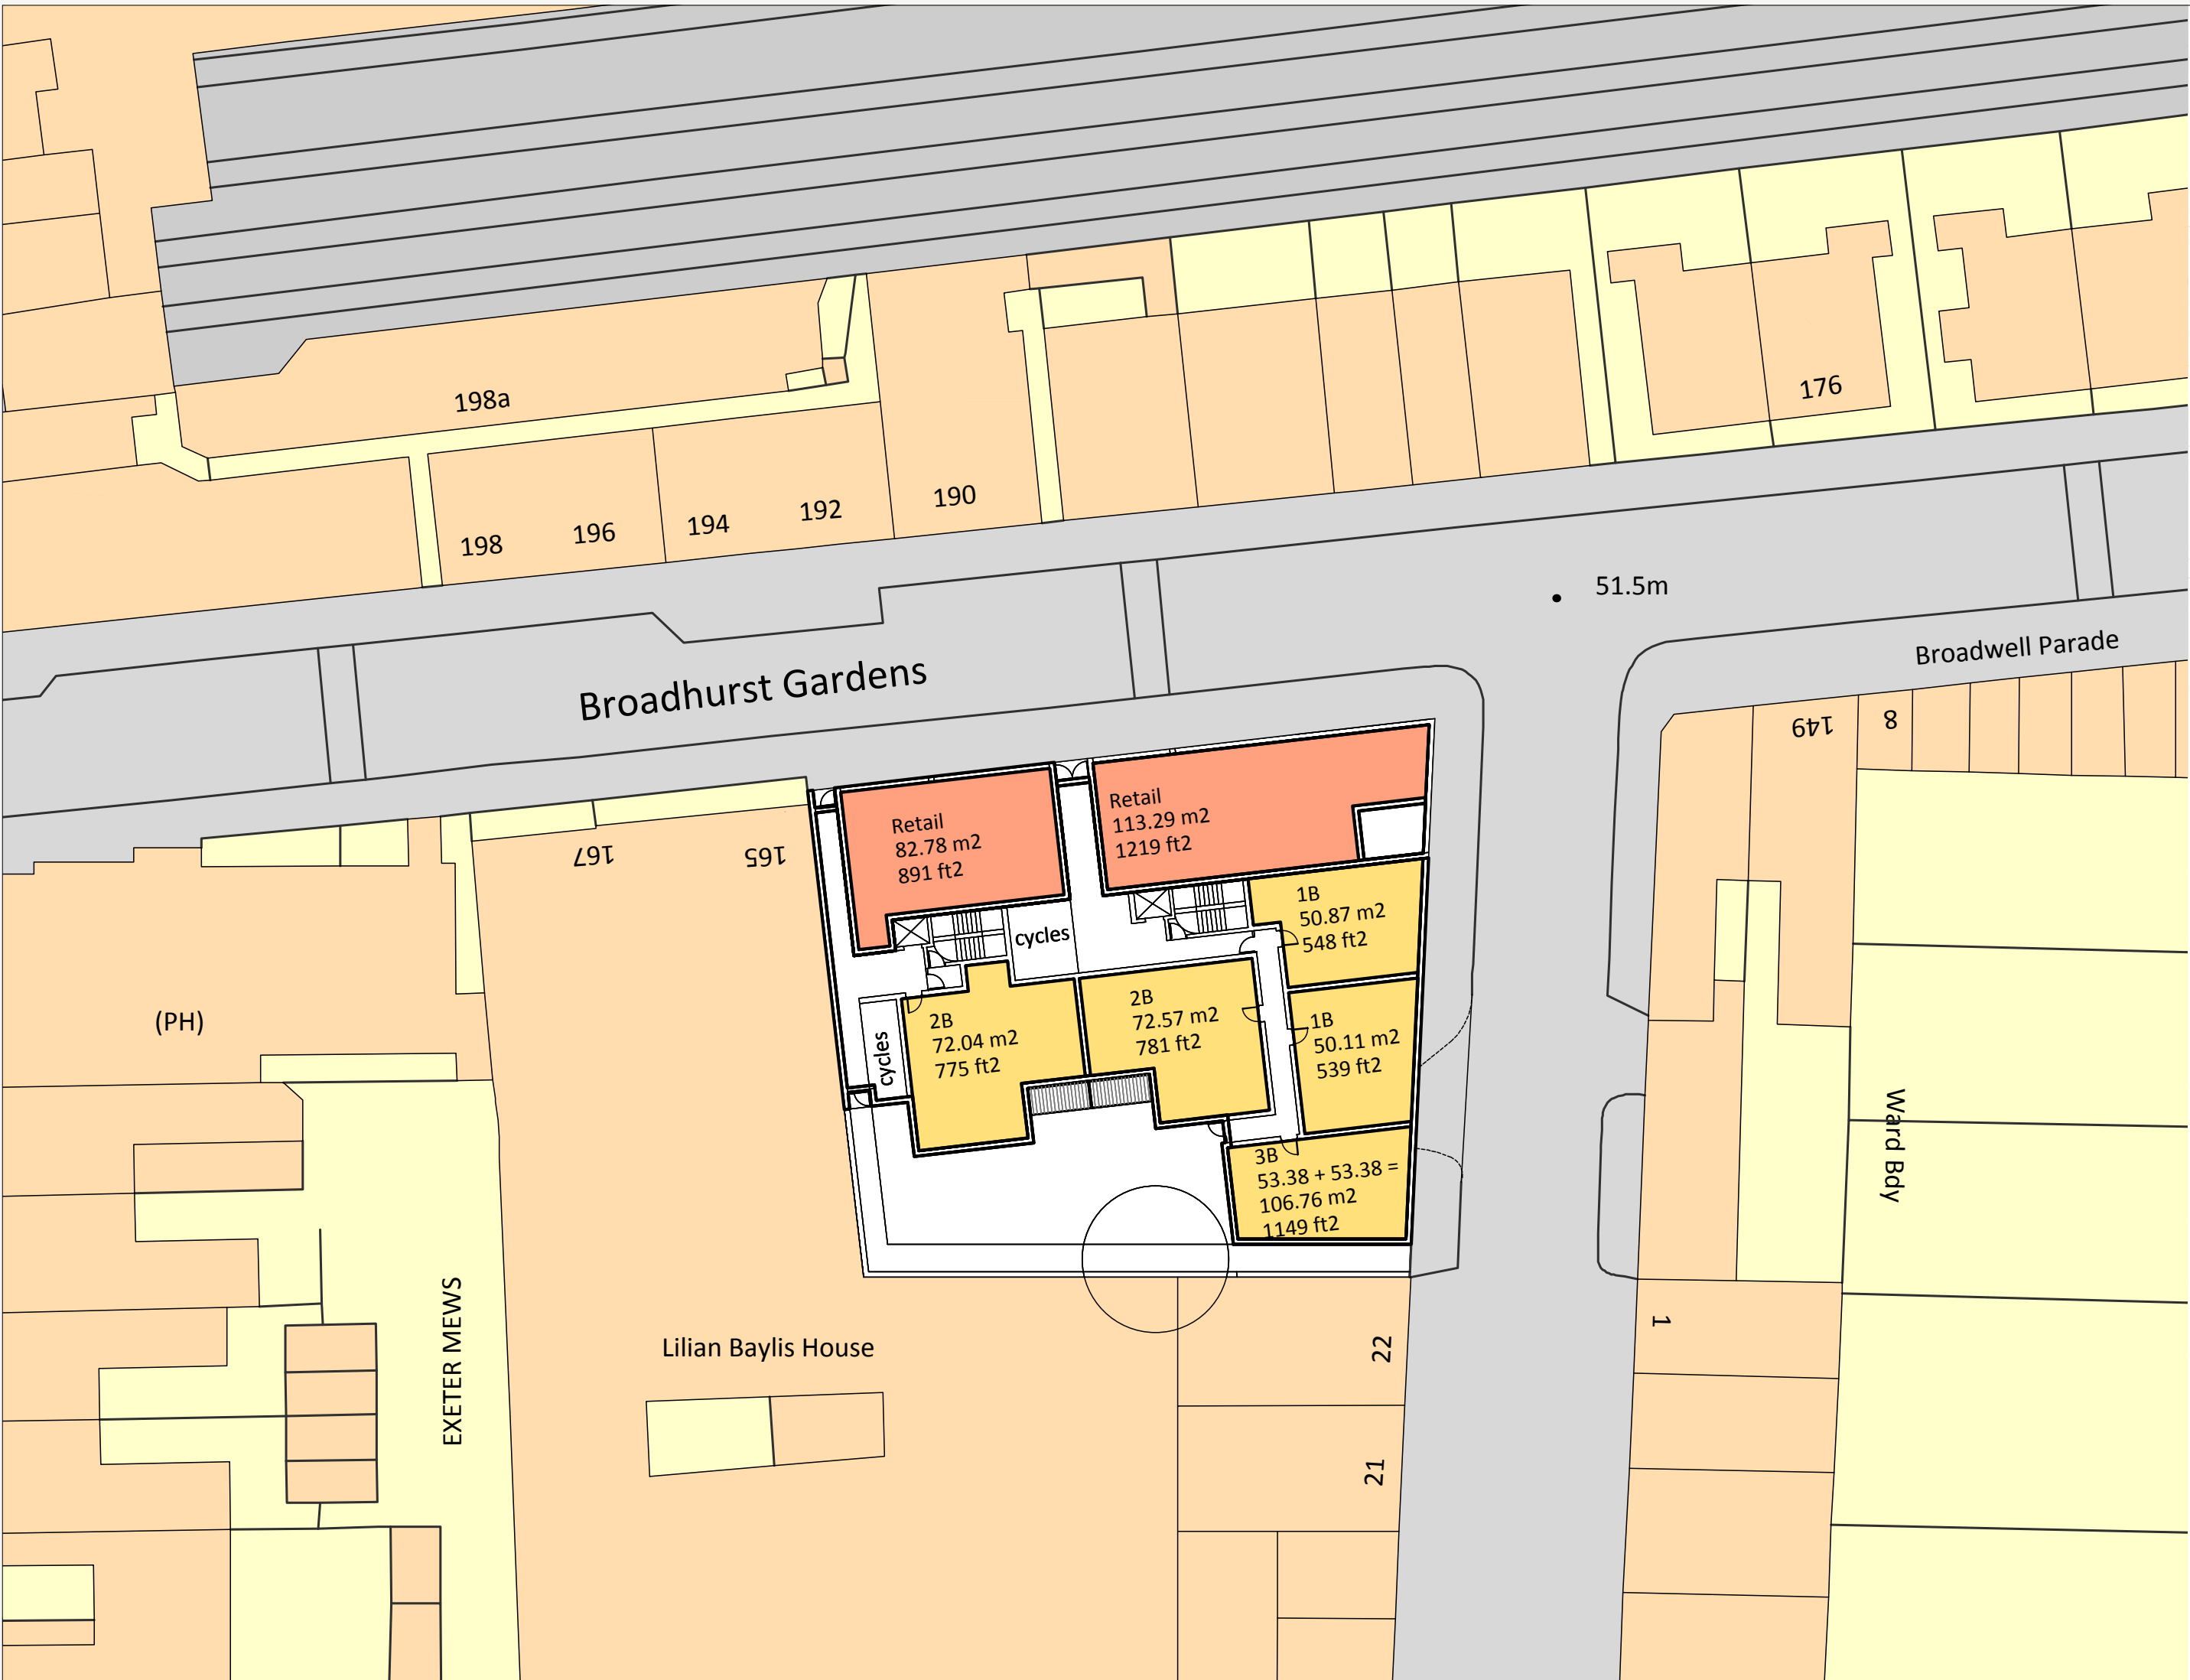 198a
176
198
196
194
192
190
51.5m
Broadwell Parade
Broadhurst Gardens
149
8
167
165
Retail
82.78 m2
891 ft2
Retail
113.29 m2
1219 ft2
1B
50.87 m2
548 ft2
cycles
2B
72.04 m2
775 ft2
2B
72.57 m2
781 ft2
1B
50.11 m2
539 ft2
cycles
(PH)
3B
53.38 + 53.38 =
106.76 m2
1149 ft2
Ward Bdy
EXETER MEWS
Lilian Baylis House
22
1
21